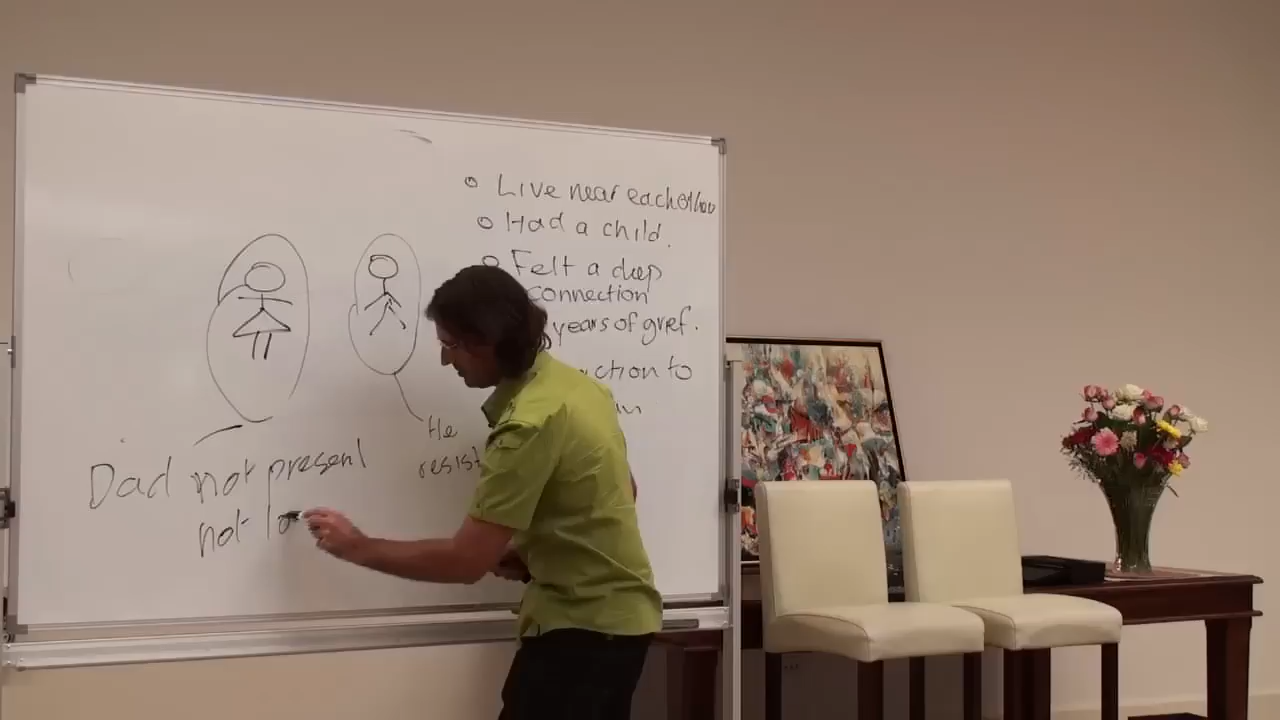 Live near eachother
Had a child.
Felt a deep
connection
years of grief.
to
He
resist
Dad not present
not lo